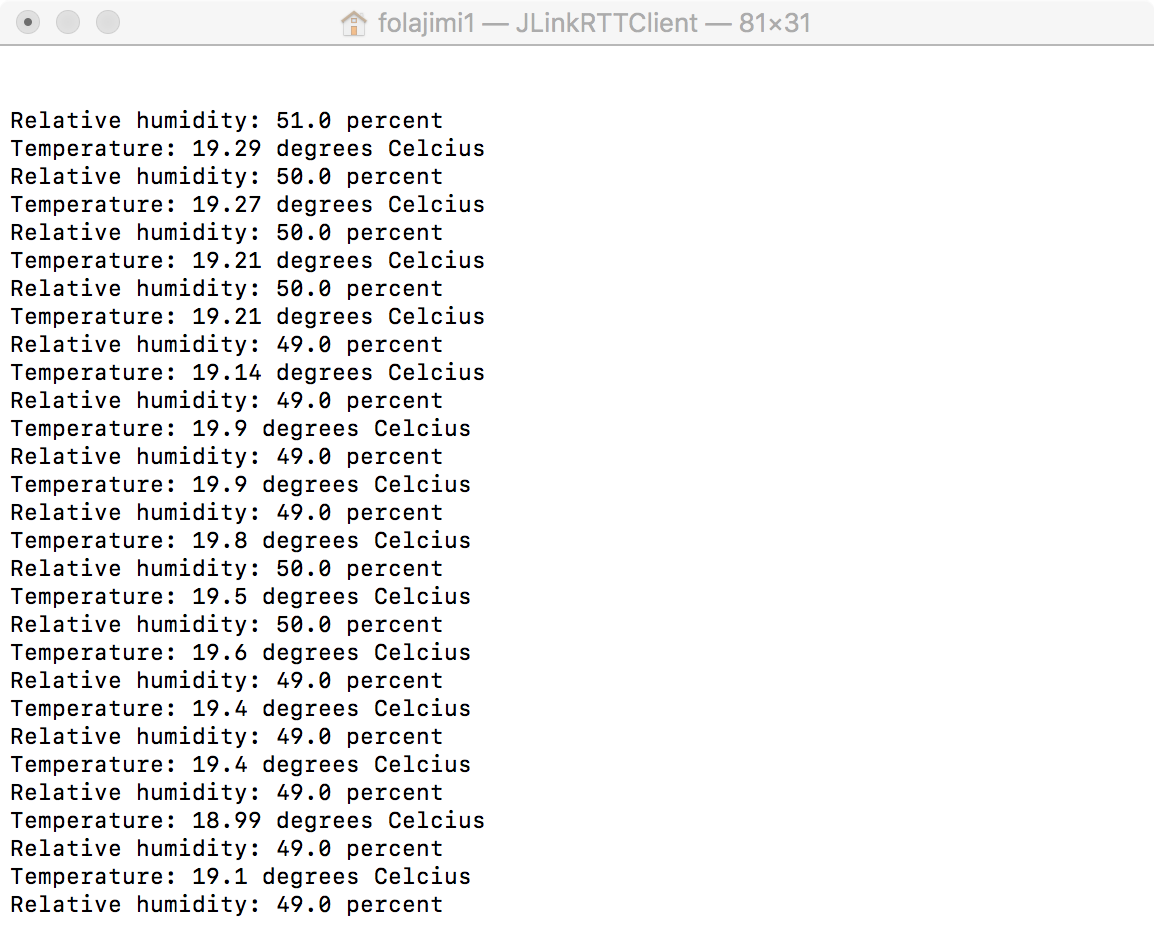 folajimi1 — JLinkRTTClient — 81×31
Relative humidity: 51.0 percent
Temperature: 19.29 degrees Celcius
Relative humidity: 50.0 percent
Temperature: 19.27 degrees Celcius
Relative humidity: 50.0 percent
Temperature: 19.21 degrees Celcius
Relative humidity: 50.0 percent
Temperature: 19.21 degrees Celcius
Relative humidity: 49.0 percent
Temperature: 19.14 degrees Celcius
Relative humidity: 49.0 percent
Temperature: 19.9 degrees Celcius
Relative humidity: 49.0 percent
Temperature: 19.9 degrees Celcius
Relative humidity: 49.0 percent
Temperature: 19.8 degrees Celcius
Relative humidity: 50.0 percent
Temperature: 19.5 degrees Celcius
Relative humidity: 50.0 percent
Temperature: 19.6 degrees Celcius
Relative humidity: 49.0 percent
Temperature: 19.4 degrees Celcius
Relative humidity: 49.0 percent
Temperature: 19.4 degrees Celcius
Relative humidity: 49.0 percent
Temperature: 18.99 degrees Celcius
Relative humidity: 49.0 percent
Temperature: 19.1 degrees Celcius
Relative humidity: 49.0 percent